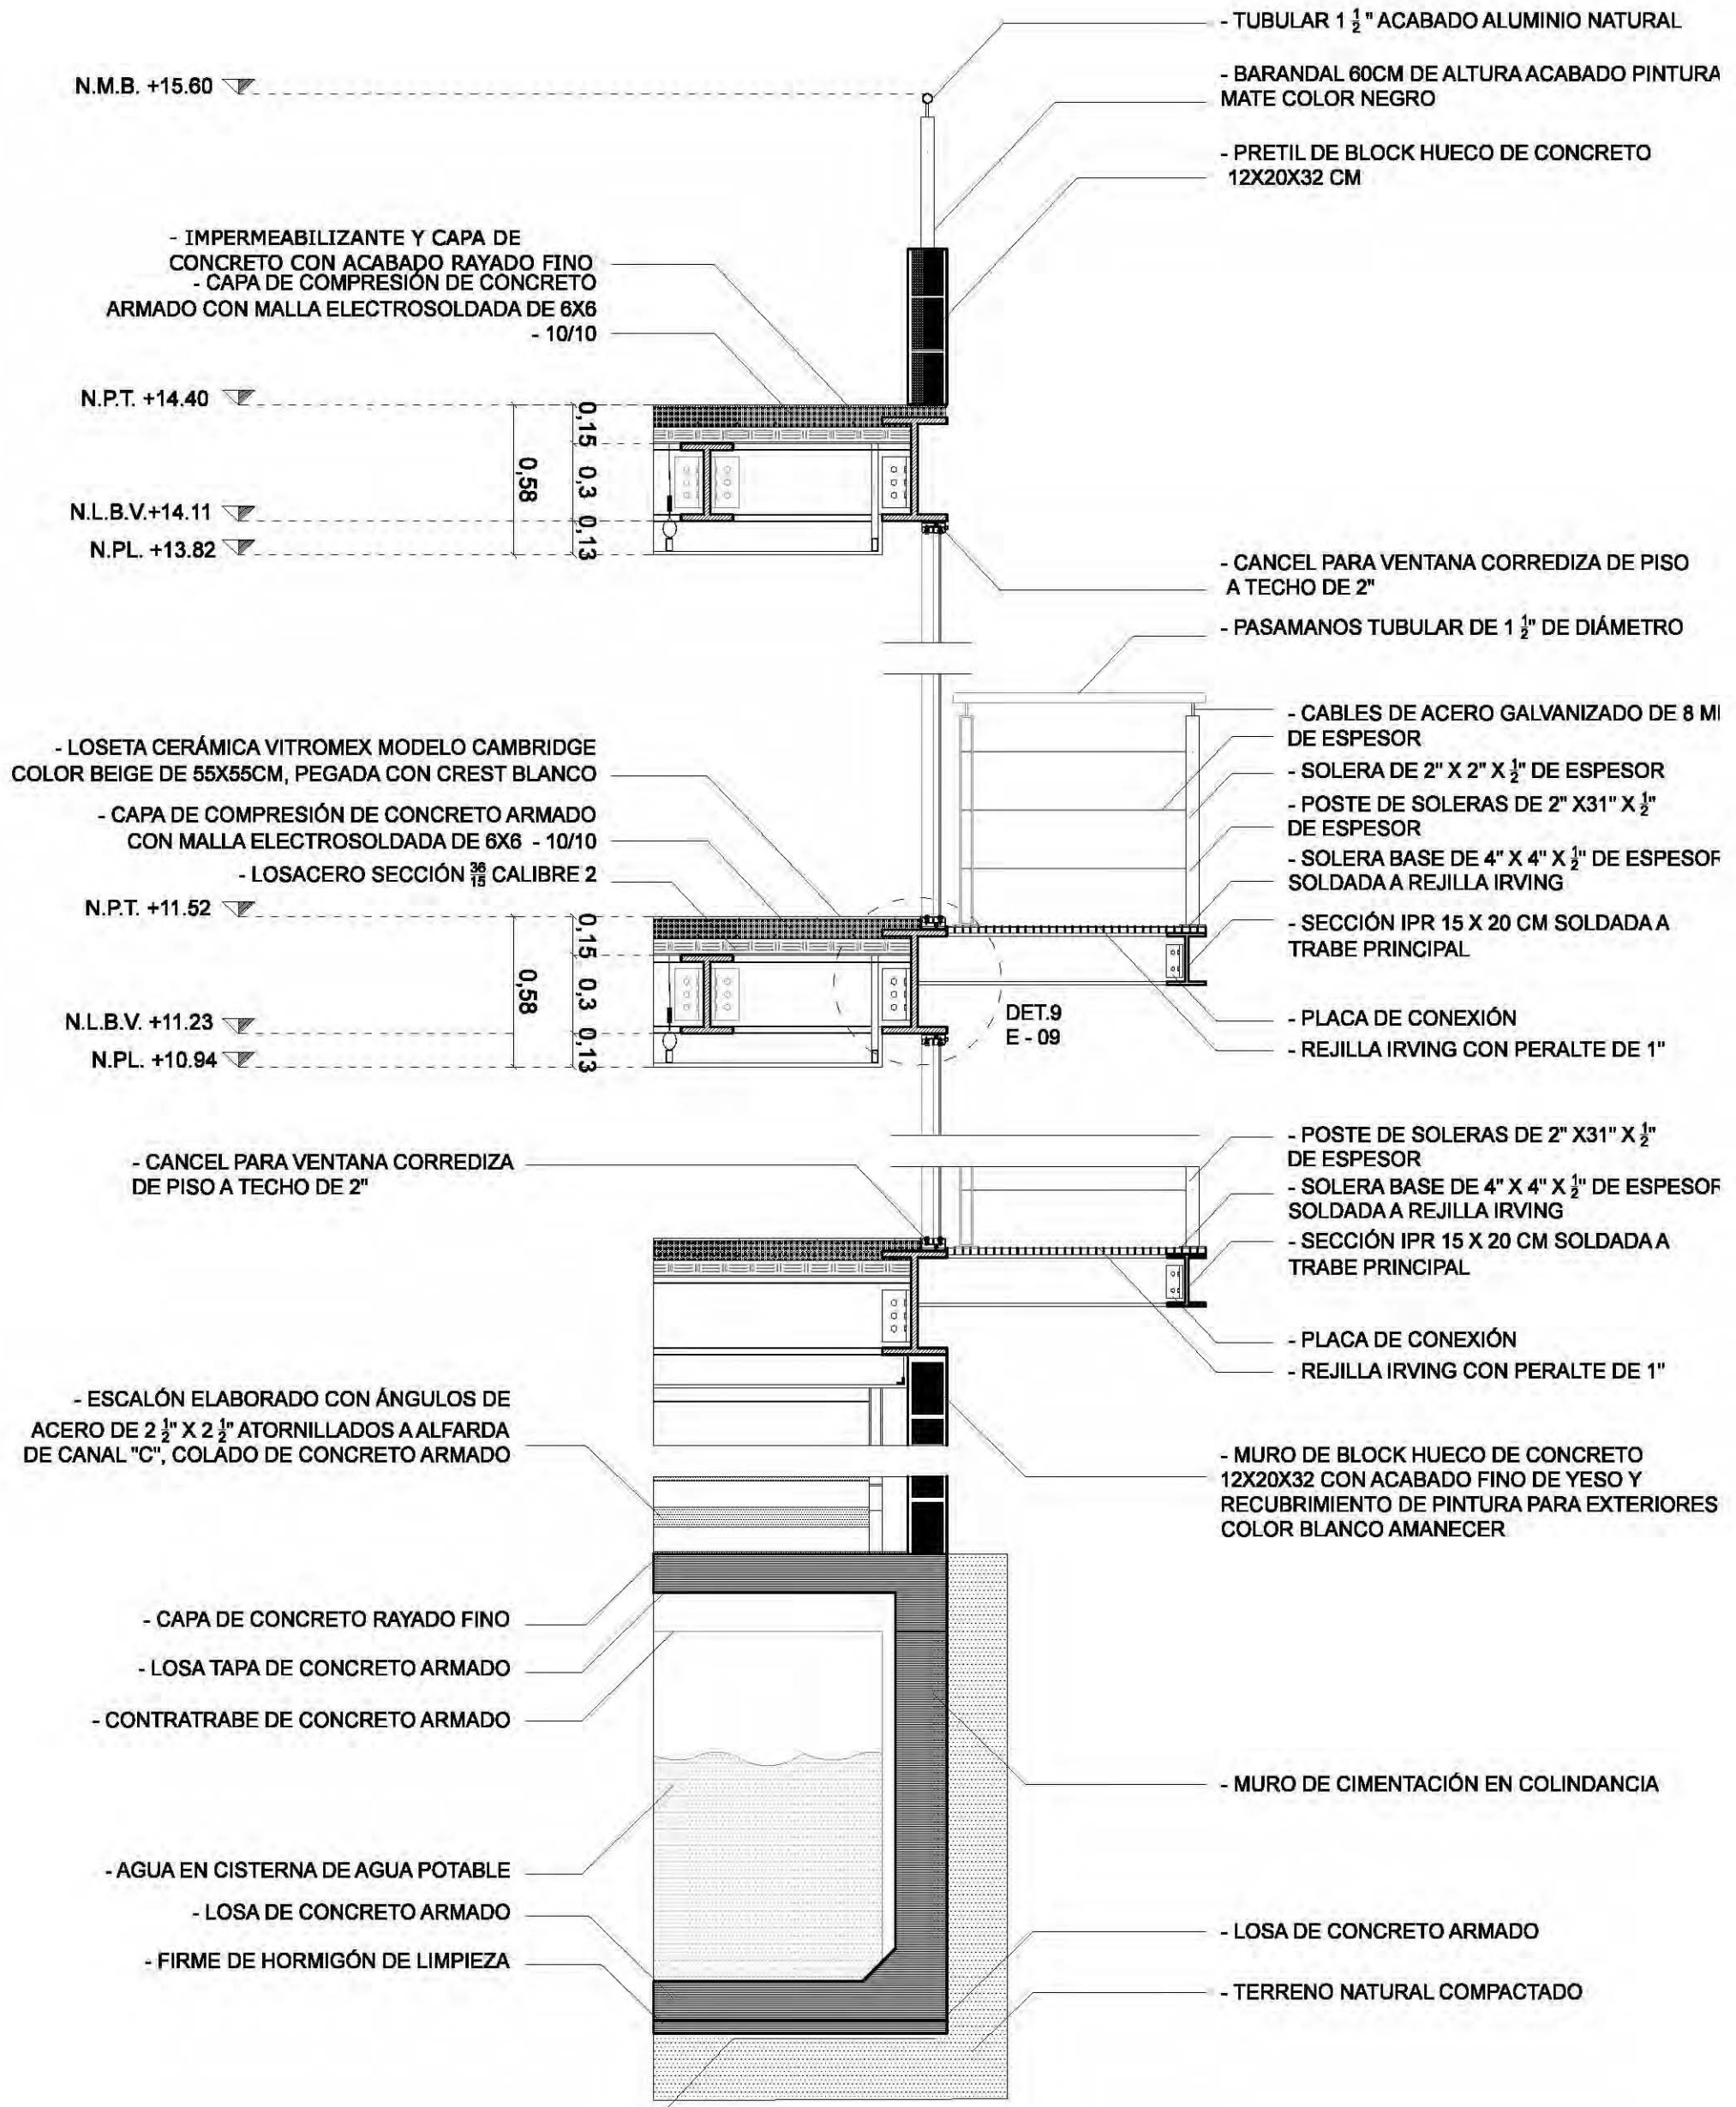 - TUBULAR 1 1/2" ACABADO ALUMINIO NATURAL
N.M.B. +15.60
- BARANDAL 60CM DE ALTURA ACABADO PINTURA
MATE COLOR NEGRO
- PRETIL DE BLOCK HUECO DE CONCRETO
12X20X32 CM
- IMPERMEABILIZANTE Y CAPA DE
CONCRETO CON ACABADO RAYADO FINO
- CAPA DE COMPRESIÓN DE CONCRETO
ARMADO CON MALLA ELECTROSOLDADA DE 6X6
- 10/10
N.P.T. +14.40
0,15
0,3
0,13
0,58
N.L.B.V.+14.11
N.PL. +13.82
- CANCEL PARA VENTANA CORREDIZA DE PISO
A TECHO DE 2"
- PASAMANOS TUBULAR DE 1 1/2" DE DIÁMETRO
- CABLES DE ACERO GALVANIZADO DE 8
DE ESPESOR
- LOSETA CERÁMICA VITROMEX MODELO CAMBRIDGE
COLOR BEIGE DE 55X55CM, PEGADA CON CREST BLANCO
- SOLERA DE 2" X 2" X 1/2" DE ESPESOR
- POSTE DE SOLERAS DE 2" X31" X 1/2"
DE ESPESOR
- CAPA DE COMPRESIÓN DE CONCRETO ARMADO
CON MALLA ELECTROSOLDADA DE 6X6 - 10/10
- SOLERA BASE DE 4" X 4" X 1/2" DE ESPESOR
SOLDADA A REJILLA IRVING
- LOSACERO SECCIÓN 36/15 CALIBRE 2
N.P.T. +11.52
- SECCIÓN IPR 15 X 20 CM SOLDADA A
TRABE PRINCIPAL
0,15
0,3
0,13
0,58
N.L.B.V. +11.23
N.PL. +10.94
DET.9
E - 09
- PLACA DE CONEXIÓN
- REJILLA IRVING CON PERALTE DE 1"
- POSTE DE SOLERAS DE 2" X31" X 1/2"
DE ESPESOR
- CANCEL PARA VENTANA CORREDIZA
DE PISO A TECHO DE 2"
- SOLERA BASE DE 4" X 4" X 1/2" DE ESPESOR
SOLDADA A REJILLA IRVING
- SECCIÓN IPR 15 X 20 CM SOLDADA A
TRABE PRINCIPAL
- PLACA DE CONEXIÓN
- REJILLA IRVING CON PERALTE DE 1"
- ESCALÓN ELABORADO CON ÁNGULOS DE
ACERO DE 2 1/2" X 2 1/2" ATORNILLADOS A ALFARDA
DE CANAL "C", COLADO DE CONCRETO ARMADO
- MURO DE BLOCK HUECO DE CONCRETO
12X20X32 CON ACABADO FINO DE YESO Y
RECUBRIMIENTO DE PINTURA PARA EXTERIORES
COLOR BLANCO AMANECER
- CAPA DE CONCRETO RAYADO FINO
- LOSA TAPA DE CONCRETO ARMADO
- CONTRATRABE DE CONCRETO ARMADO
- MURO DE CIMENTACIÓN EN COLINDANCIA
- AGUA EN CISTERNA DE AGUA POTABLE
- LOSA DE CONCRETO ARMADO
- LOSA DE CONCRETO ARMADO
- FIRME DE HORMIGÓN DE LIMPIEZA
- TERRENO NATURAL COMPACTADO